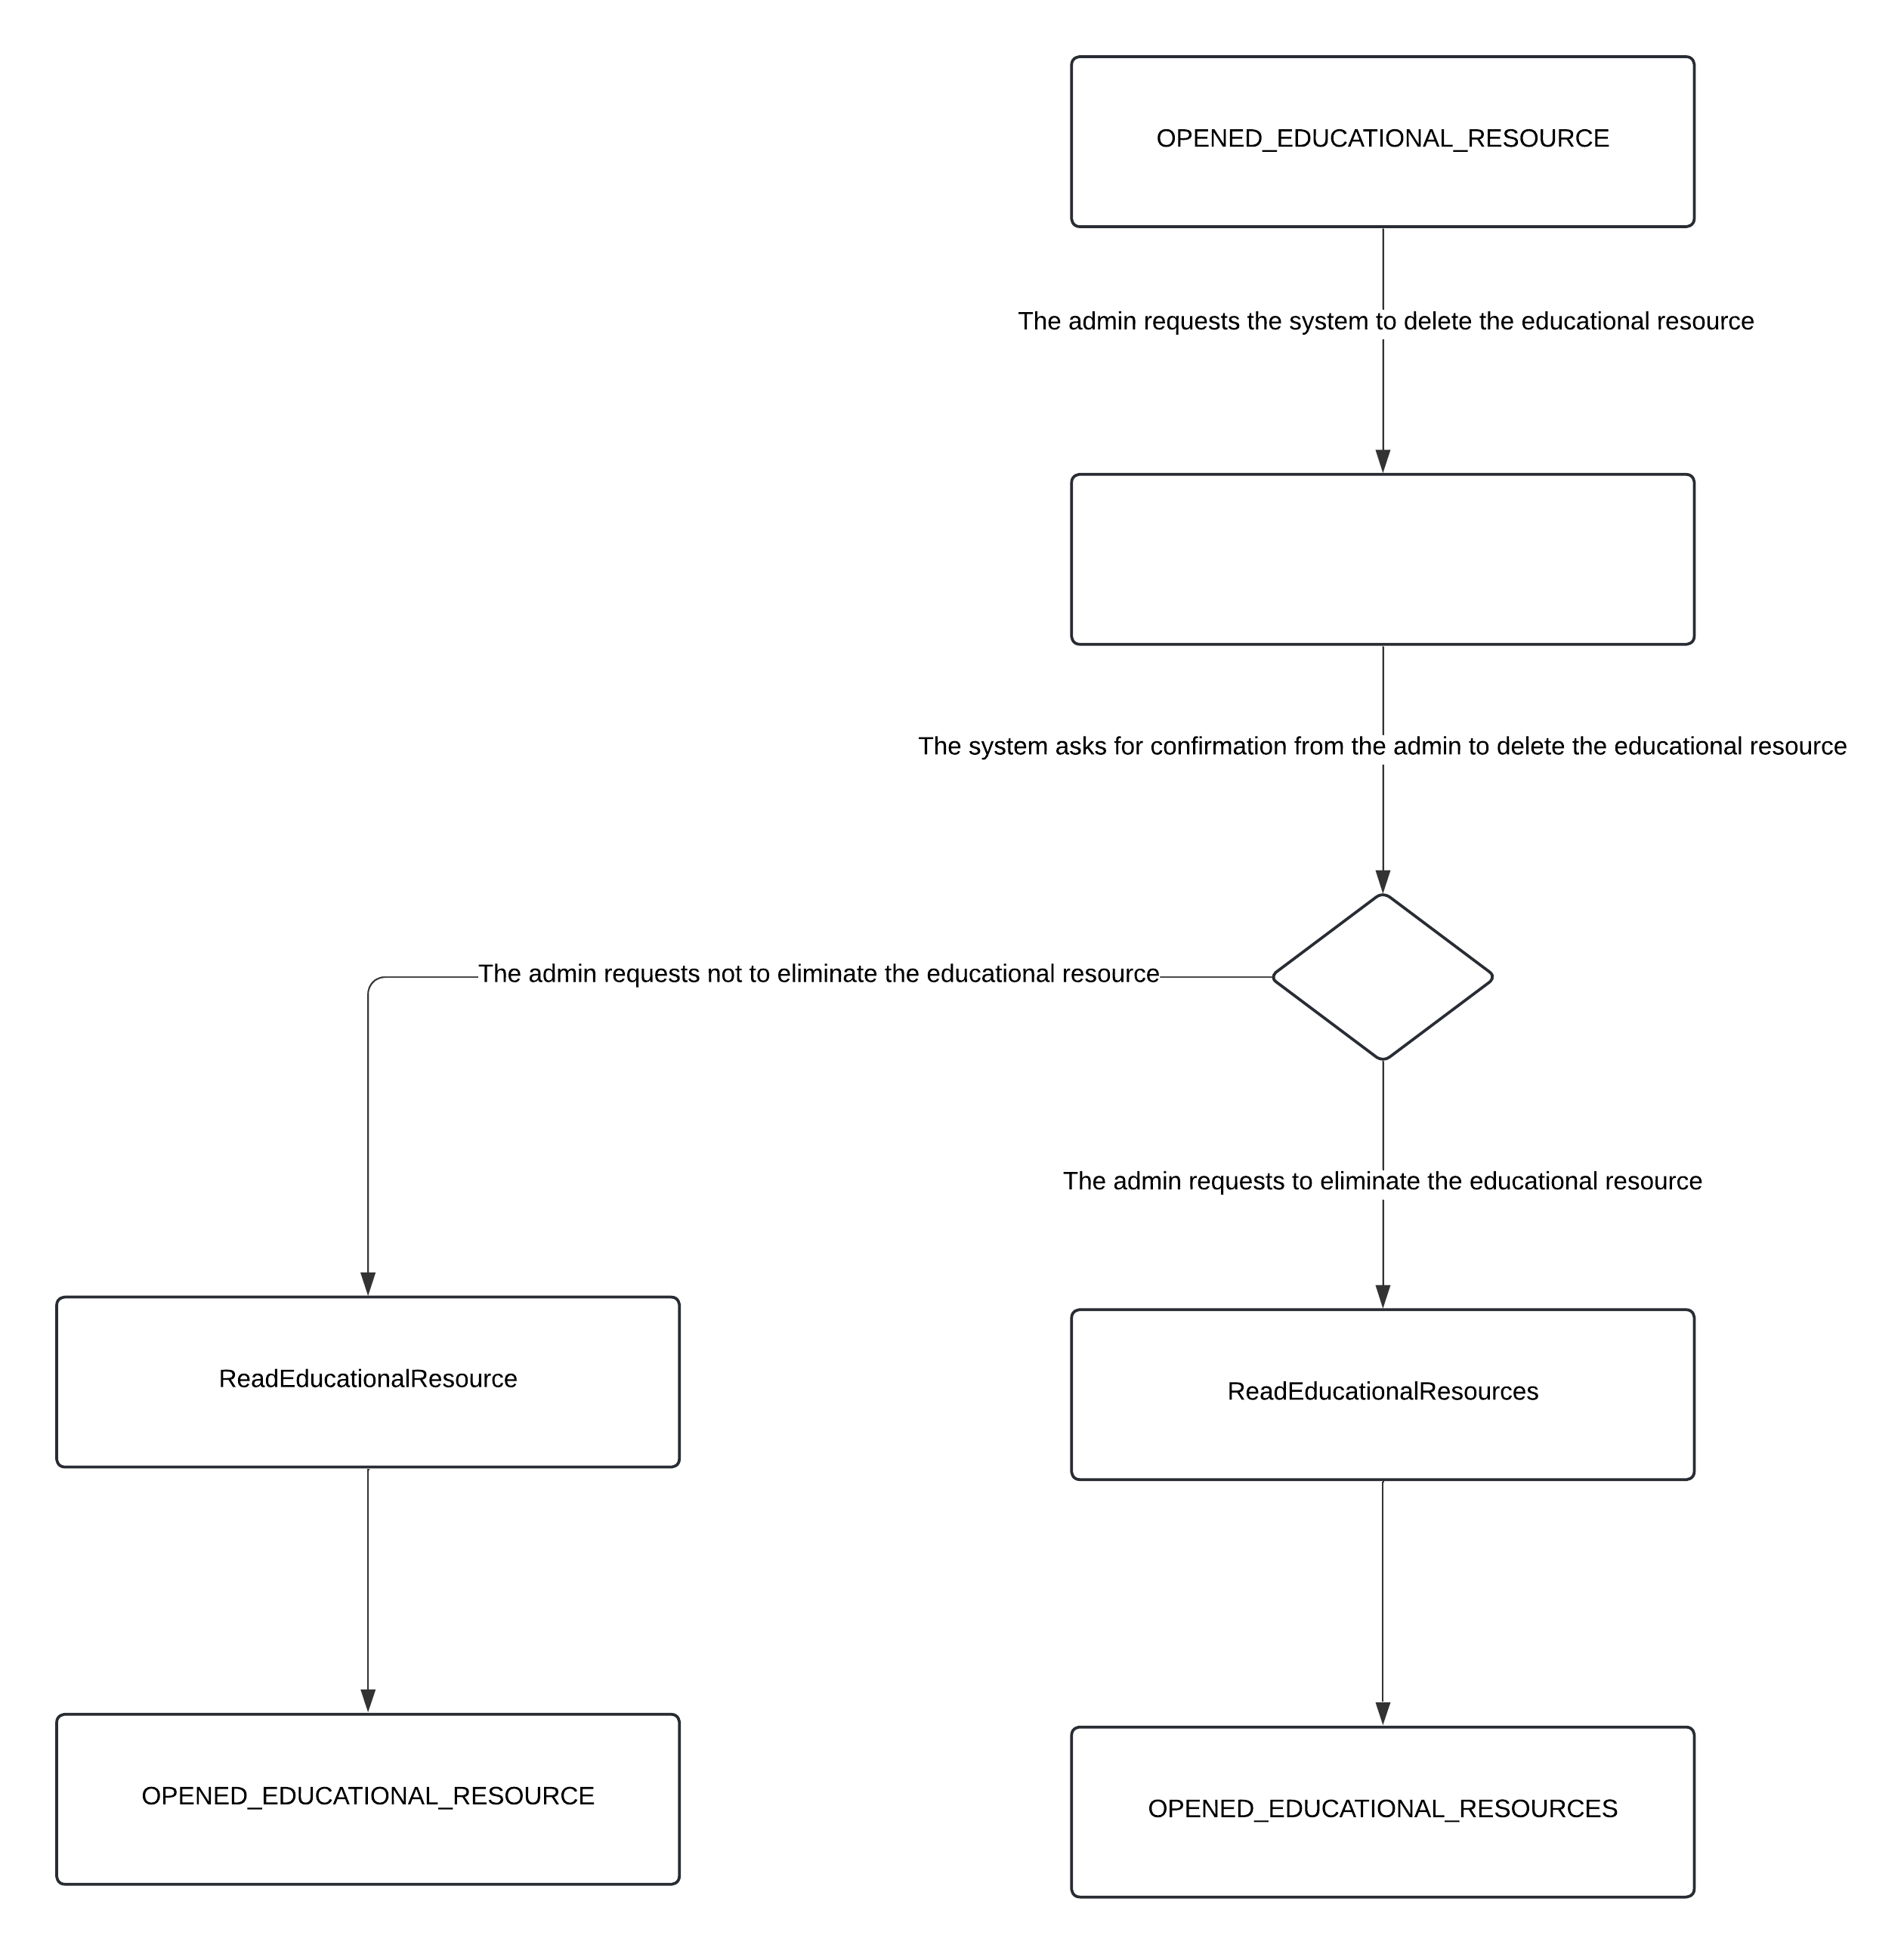 OPENED_EDUCATIONAL_RESOURCE
The admin requests the system to delete the educational resource
The system asks for confirmation from the admin to delete the educational resource
The admin requests not to eliminate the educational resource
The admin requests to eliminate the educational resource
ReadEducationalResource
ReadEducationalResources
OPENED_EDUCATIONAL_RESOURCE
OPENED_EDUCATIONAL_RESOURCES